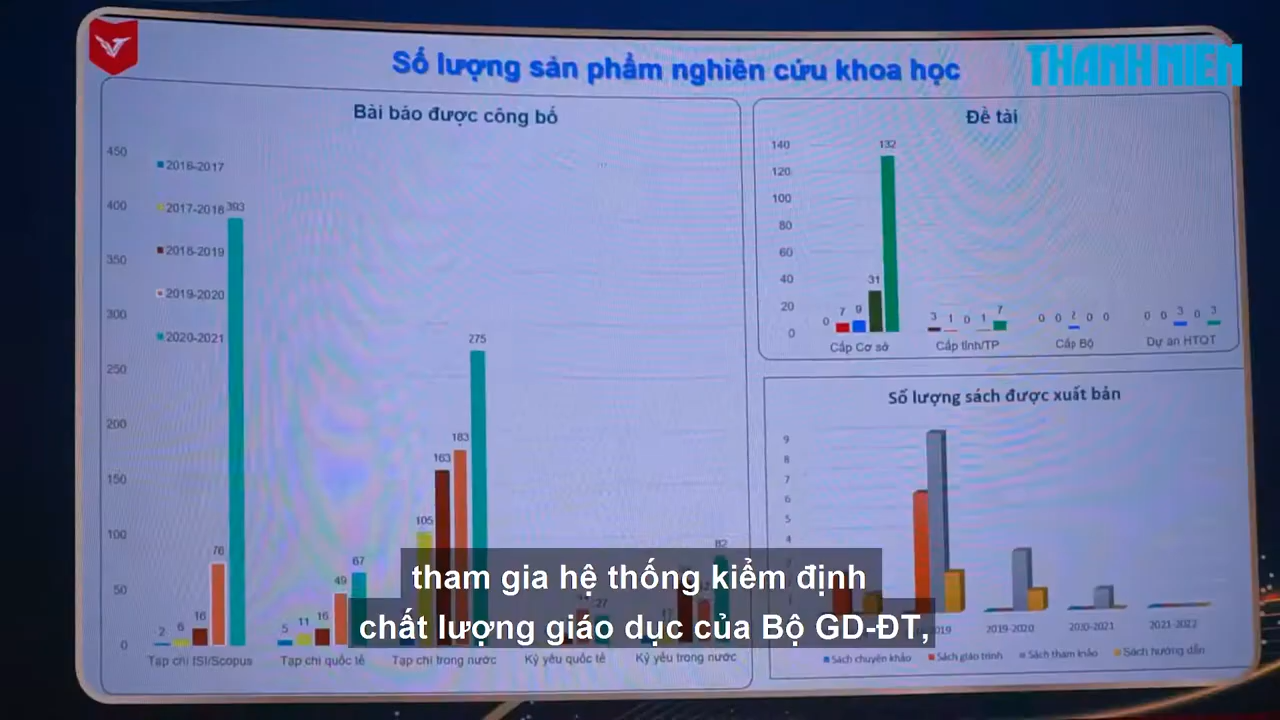 Số lượng sản phẩm nghiên cứu khoa học
THANH NIÊN
Bài báo được công bố
450
400
350
300
250
200
150
100
50
0
2016-2017
2017-2018
2018-2019
2019-2020
2020-2021
2 6 16 76 393
5 11 16 49 67
105 163 183 275
27
82
Tạp chí ISI/Scopus
Tạp chí quốc tế
Tạp chí trong nước
Kỷ yếu quốc tế
Kỷ yếu trong nước
Đề tài
140
120
100
80
60
40
20
0
0 7 9 31 132
3 1 0 1 7
0 0 2 0 0
0 0 3 0 3
Cấp Cơ sở
Cấp tỉnh/TP
Cấp Bộ
Dự án HTQT
Số lượng sách được xuất bản
9
8
7
6
5
4
2019-2020
2020-2021
2021-2022
Sách chuyên khảo
Sách giáo trình
Sách tham khảo
Sách hướng dẫn
tham gia hệ thống kiểm định
chất lượng giáo dục của Bộ GD-ĐT,